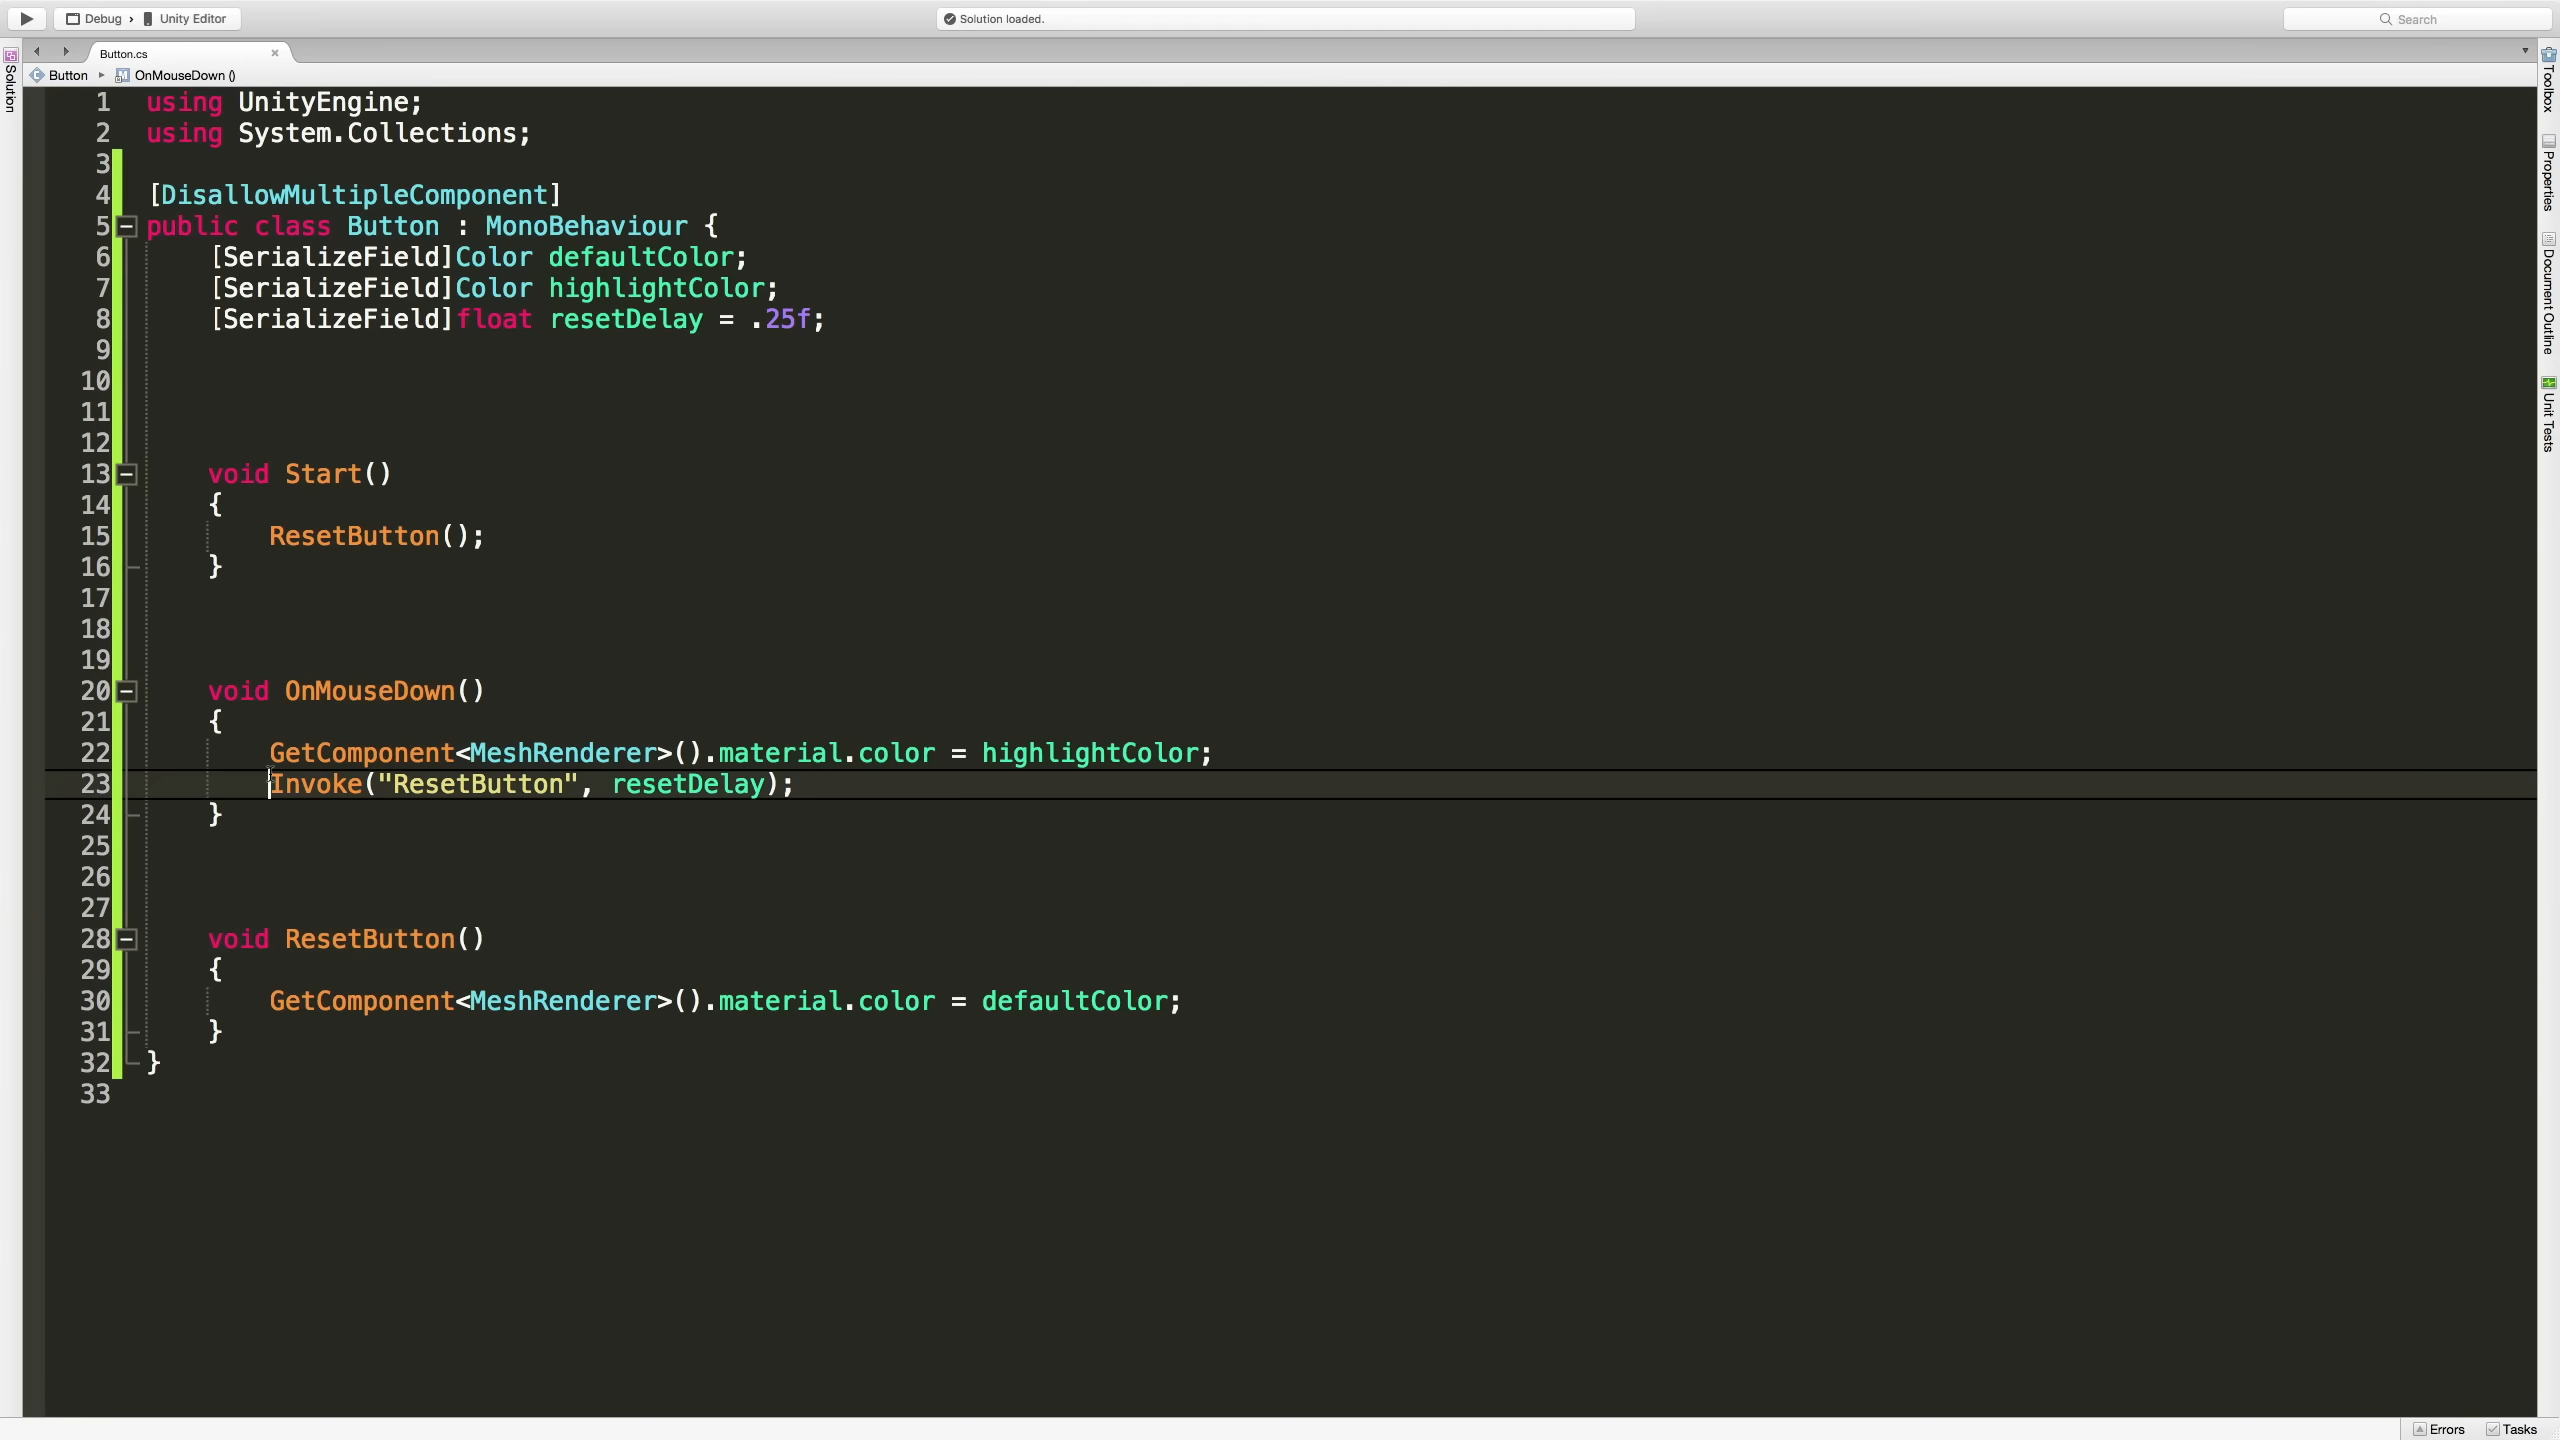 Debug › Unity Editor
Solution loaded.
Search
Button.cs
Button ▸ OnMouseDown ()
Solution
Toolbox
Properties
Document Outline
Unit Tests
1 using UnityEngine;
2 using System.Collections;
3
4 [DisallowMultipleComponent]
5 public class Button : MonoBehaviour {
6 [SerializeField]Color defaultColor;
7 [SerializeField]Color highlightColor;
8 [SerializeField]float resetDelay = .25f;
9
10
11
12
13 void Start()
14 {
15 ResetButton();
16 }
17
18
19
20 void OnMouseDown()
21 {
22 GetComponent<MeshRenderer>().material.color = highlightColor;
23 Invoke("ResetButton", resetDelay);
24 }
25
26
27
28 void ResetButton()
29 {
30 GetComponent<MeshRenderer>().material.color = defaultColor;
31 }
32 }
33
Errors Tasks